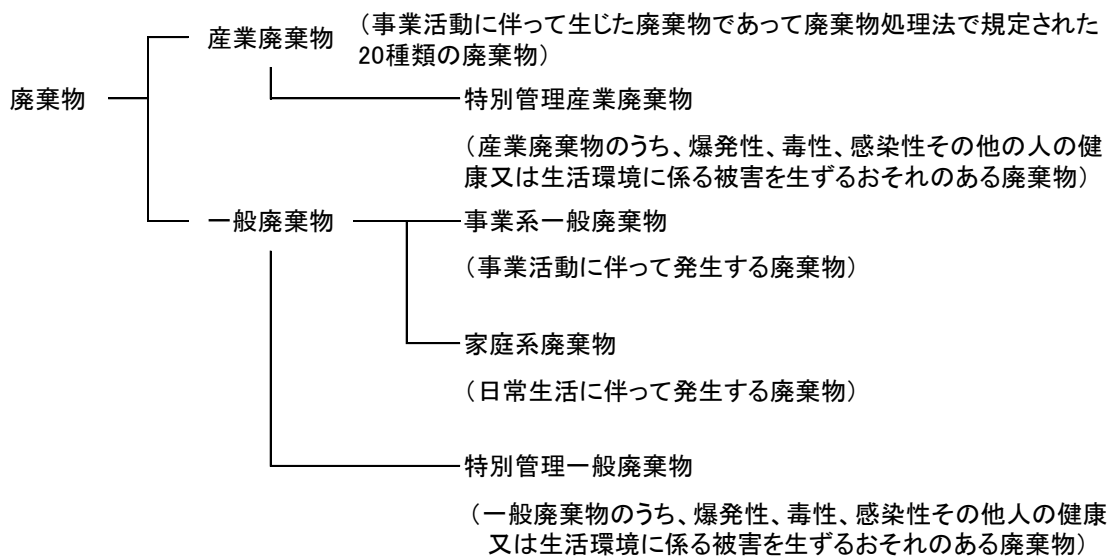 産業廃棄物
（事業活動に伴って生じた廃棄物であって廃棄物処理法で規定された
20種類の廃棄物）
廃棄物
特別管理産業廃棄物
（産業廃棄物のうち、爆発性、毒性、感染性その他の人の健
康又は生活環境に係る被害を生ずるおそれのある廃棄物）
一般廃棄物
事業系一般廃棄物
（事業活動に伴って発生する廃棄物）
家庭系廃棄物
（日常生活に伴って発生する廃棄物）
特別管理一般廃棄物
（一般廃棄物のうち、爆発性、毒性、感染性その他人の健康
又は生活環境に係る被害を生ずるおそれのある廃棄物）